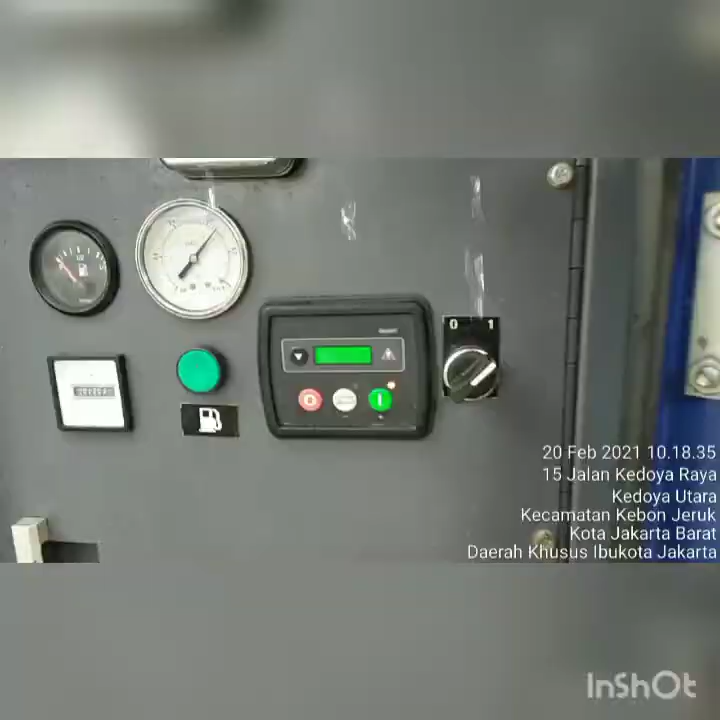 0 1
20 Feb 2021 10.18.35
15 Jalan Kedoya Raya
Kedoya Utara
Kecamatan Kebon Jeruk
Kota Jakarta Barat
Daerah Khusus Ibukota Jakarta
InShOt